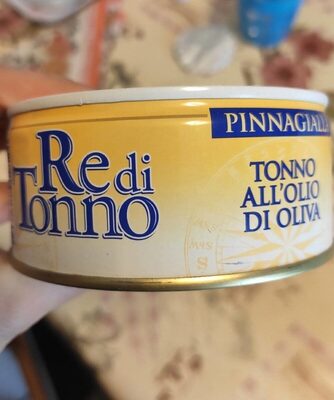 Re di
Tonno
PINNAGIALLA
TONNO
ALL'OLIO
DI OLIVA